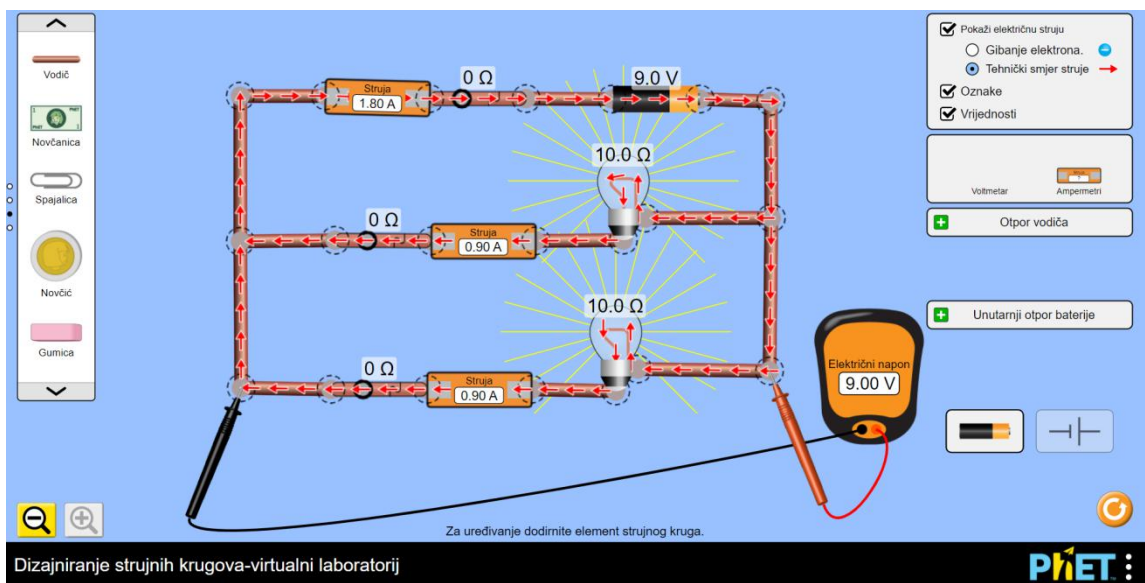 Vodič
Novčanica
Spajalica
Novčić
Gumica
Struja
1.80 A
0 Ω
9.0 V
10.0 Ω
0 Ω
Struja
0.90 A
10.0 Ω
0 Ω
Struja
0.90 A
Pokaži električnu struju
Gibanje elektrona.
Tehnički smjer struje
Oznake
Vrijednosti
Voltmetar
Struja
?
Ampermetri
Otpor vodiča
Unutarnji otpor baterije
Električni napon
9.00 V
Za uređivanje dodirnite element strujnog kruga.
Dizajniranje strujnih krugova-virtualni laboratorij
PhET